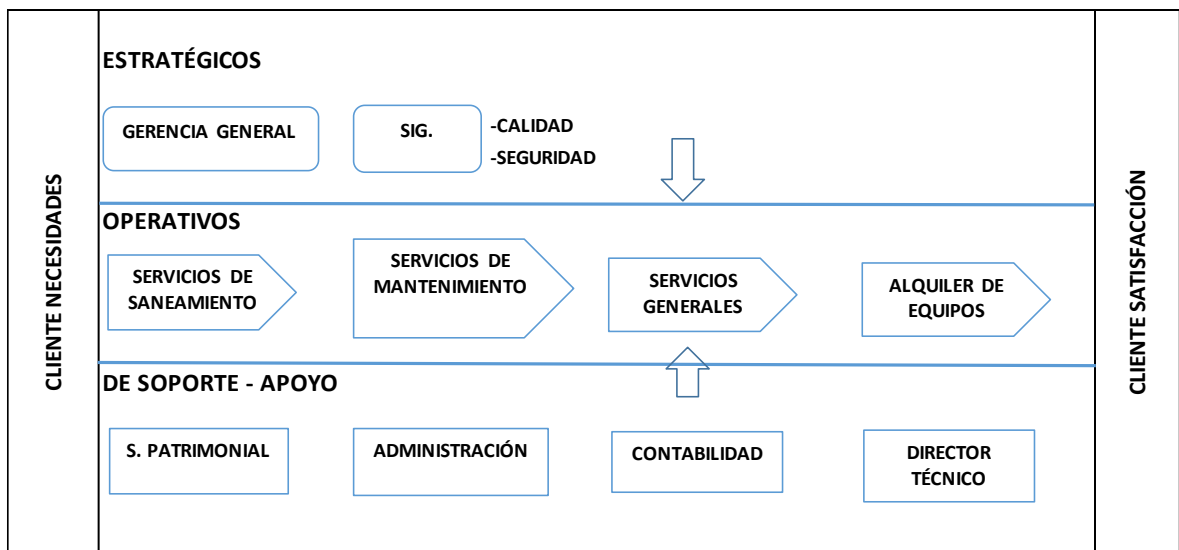 CLIENTE NECESIDADES
ESTRATÉGICOS
GERENCIA GENERAL
SIG.
-CALIDAD
-SEGURIDAD
OPERATIVOS
SERVICIOS DE
SANEAMIENTO
SERVICIOS DE
MANTENIMIENTO
SERVICIOS
GENERALES
ALQUILER DE
EQUIPOS
DE SOPORTE - APOYO
S. PATRIMONIAL
ADMINISTRACIÓN
CONTABILIDAD
DIRECTOR
TÉCNICO
CLIENTE SATISFACCIÓN